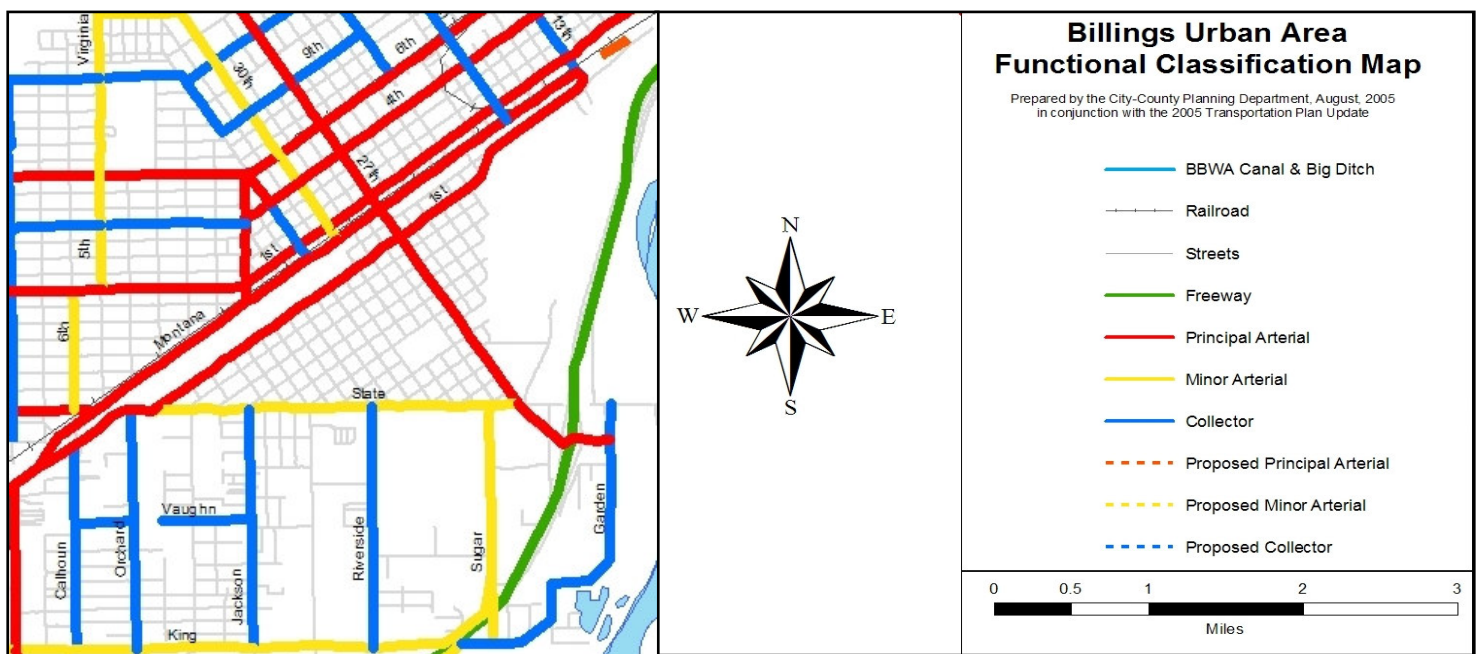 Virginia
9th
30th
6th
4th
13th
27th
1st
5th
1st
Montana
6th
State
Vaughn
Calhoun
Orchard
Jackson
Riverside
Sugar
Garden
King
N
W
E
S
Billings Urban Area
Functional Classification Map
Prepared by the City-County Planning Department, August, 2005
in conjunction with the 2005 Transportation Plan Update
BBWA Canal & Big Ditch
Railroad
Streets
Freeway
Principal Arterial
Minor Arterial
Collector
Proposed Principal Arterial
Proposed Minor Arterial
Proposed Collector
0 0.5 1 2 3
Miles